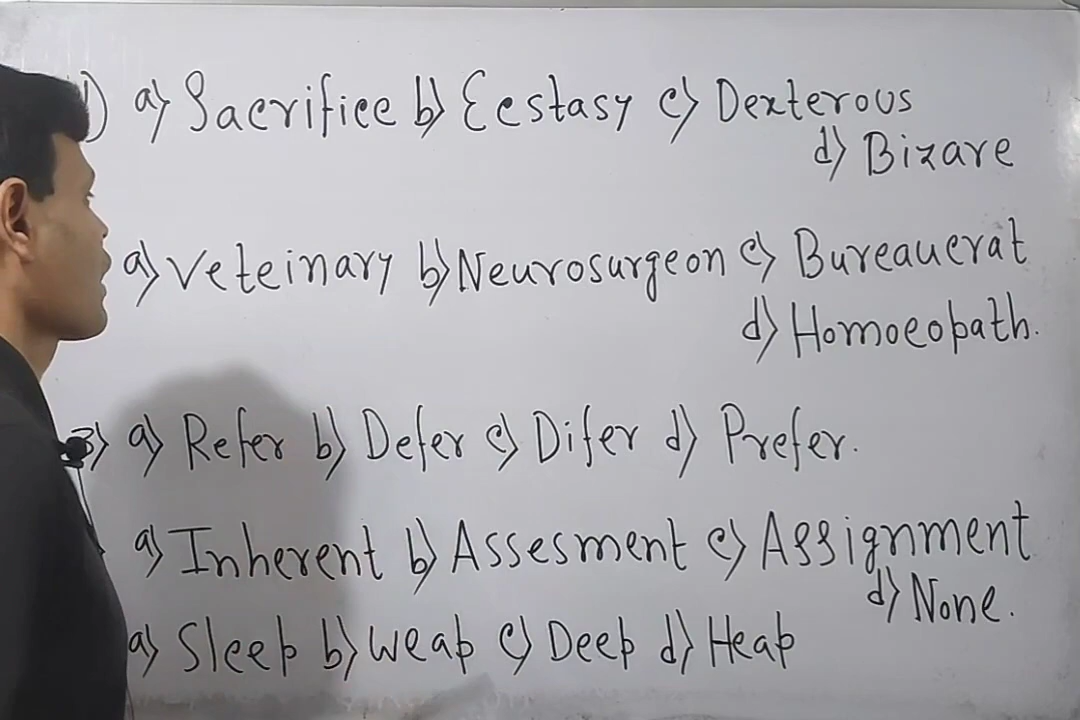 1) a) Sacrifice b) Ecstasy c) Dexterous
d) Bizare
a) Veteinary b) Neurosurgeon c) Bureaucrat
d) Homoeopath.
3) a) Refer b) Defer c) Difer d) Prefer.
a) Inherent b) Assesment c) Assignment
d) None.
a) Sleep b) Weap c) Deep d) Heap